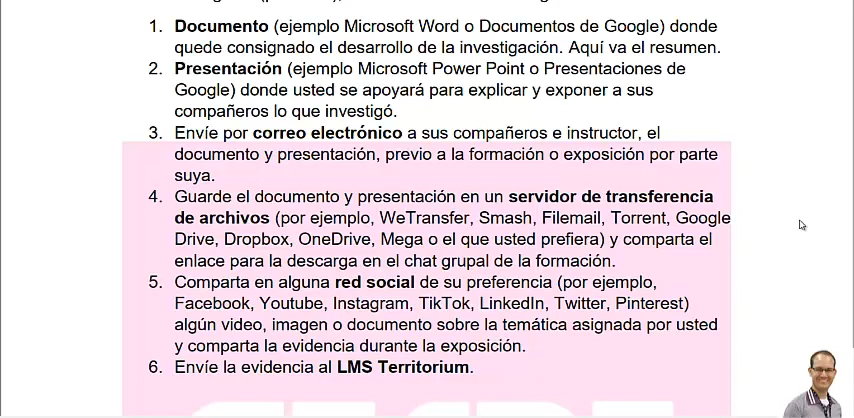 1. Documento (ejemplo Microsoft Word o Documentos de Google) donde
quede consignado el desarrollo de la investigación. Aquí va el resumen.
2. Presentación (ejemplo Microsoft Power Point o Presentaciones de
Google) donde usted se apoyará para explicar y exponer a sus
compañeros lo que investigó.
3. Envíe por correo electrónico a sus compañeros e instructor, el
documento y presentación, previo a la formación o exposición por parte
suya.
4. Guarde el documento y presentación en un servidor de transferencia
de archivos (por ejemplo, WeTransfer, Smash, Filemail, Torrent, Google
Drive, Dropbox, OneDrive, Mega o el que usted prefiera) y comparta el
enlace para la descarga en el chat grupal de la formación.
5. Comparta en alguna red social de su preferencia (por ejemplo,
Facebook, Youtube, Instagram, TikTok, LinkedIn, Twitter, Pinterest)
algún video, imagen o documento sobre la temática asignada por usted
y comparta la evidencia durante la exposición.
6. Envíe la evidencia al LMS Territorium.